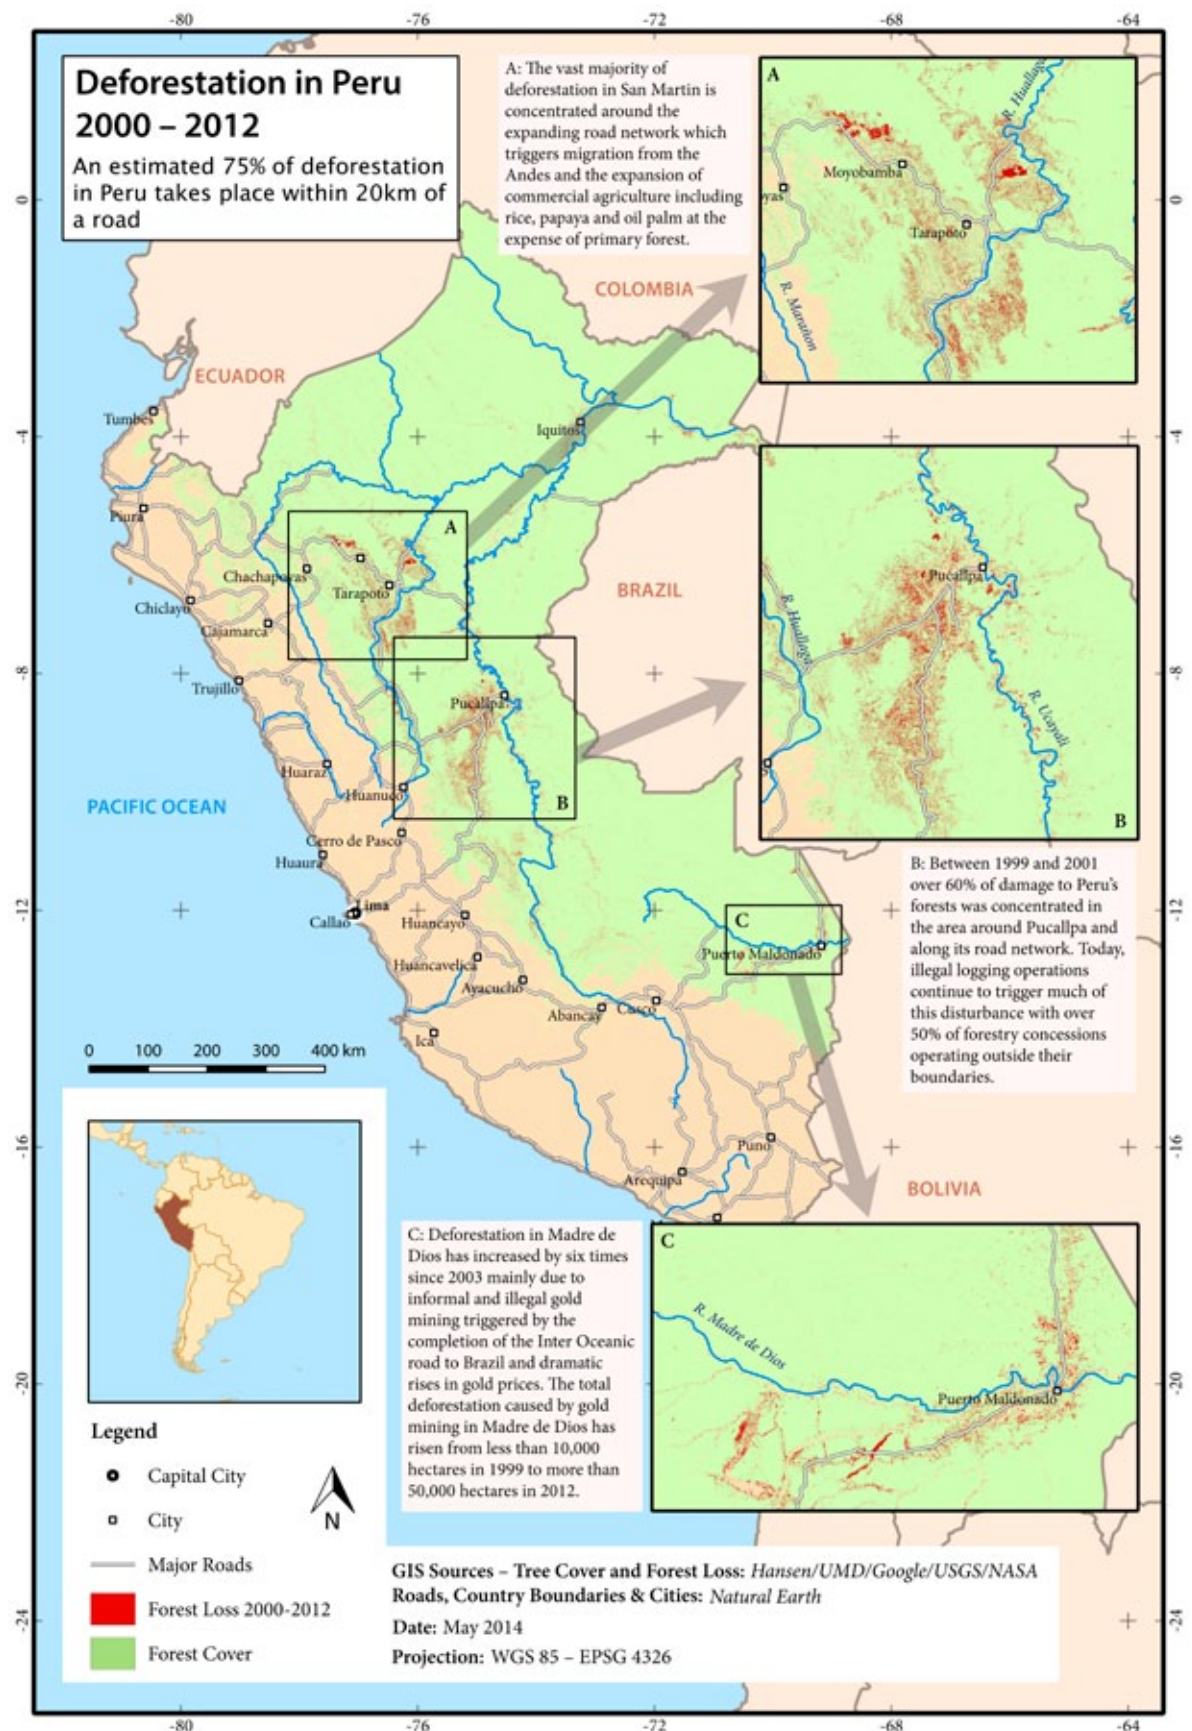 -80
-76
-72
-68
-64
Deforestation in Peru
2000 – 2012
An estimated 75% of deforestation
in Peru takes place within 20km of
a road
A: The vast majority of
deforestation in San Martin is
concentrated around the
expanding road network which
triggers migration from the
Andes and the expansion of
commercial agriculture including
rice, papaya and oil palm at the
expense of primary forest.
A
R. Huallaga
Moyobamba
yas
Tarapoto
R. Marañon
0
0
COLOMBIA
ECUADOR
Tumbes
Iquitos
-4
-4
Piura
A
Chachapoyas
Tarapoto
Chiclayo
Cajamarca
BRAZIL
Pucallpa
R. Huallaga
R. Ucayali
B
-8
-8
Trujillo
Pucallpa
Huaraz
Huanuco
B
PACIFIC OCEAN
Cerro de Pasco
Huaura
B: Between 1999 and 2001
over 60% of damage to Peru's
forests was concentrated in
the area around Pucallpa and
along its road network. Today,
illegal logging operations
continue to trigger much of
this disturbance with over
50% of forestry concessions
operating outside their
boundaries.
-12
-12
Lima
Callao
Huancayo
C
Puerto Maldonado
Huancavelica
Ayacucho
Abancay
Cusco
Ica
0 100 200 300 400 km
-16
-16
Puno
Arequipa
BOLIVIA
C: Deforestation in Madre de
Dios has increased by six times
since 2003 mainly due to
informal and illegal gold
mining triggered by the
completion of the Inter Oceanic
road to Brazil and dramatic
rises in gold prices. The total
deforestation caused by gold
mining in Madre de Dios has
risen from less than 10,000
hectares in 1999 to more than
50,000 hectares in 2012.
C
R. Madre de Dios
Puerto Maldonado
-20
-20
Legend
Capital City
City
Major Roads
Forest Loss 2000-2012
Forest Cover
N
GIS Sources – Tree Cover and Forest Loss: Hansen/UMD/Google/USGS/NASA
Roads, Country Boundaries & Cities: Natural Earth
Date: May 2014
Projection: WGS 85 – EPSG 4326
-24
-24
-80
-76
-72
-68
-64